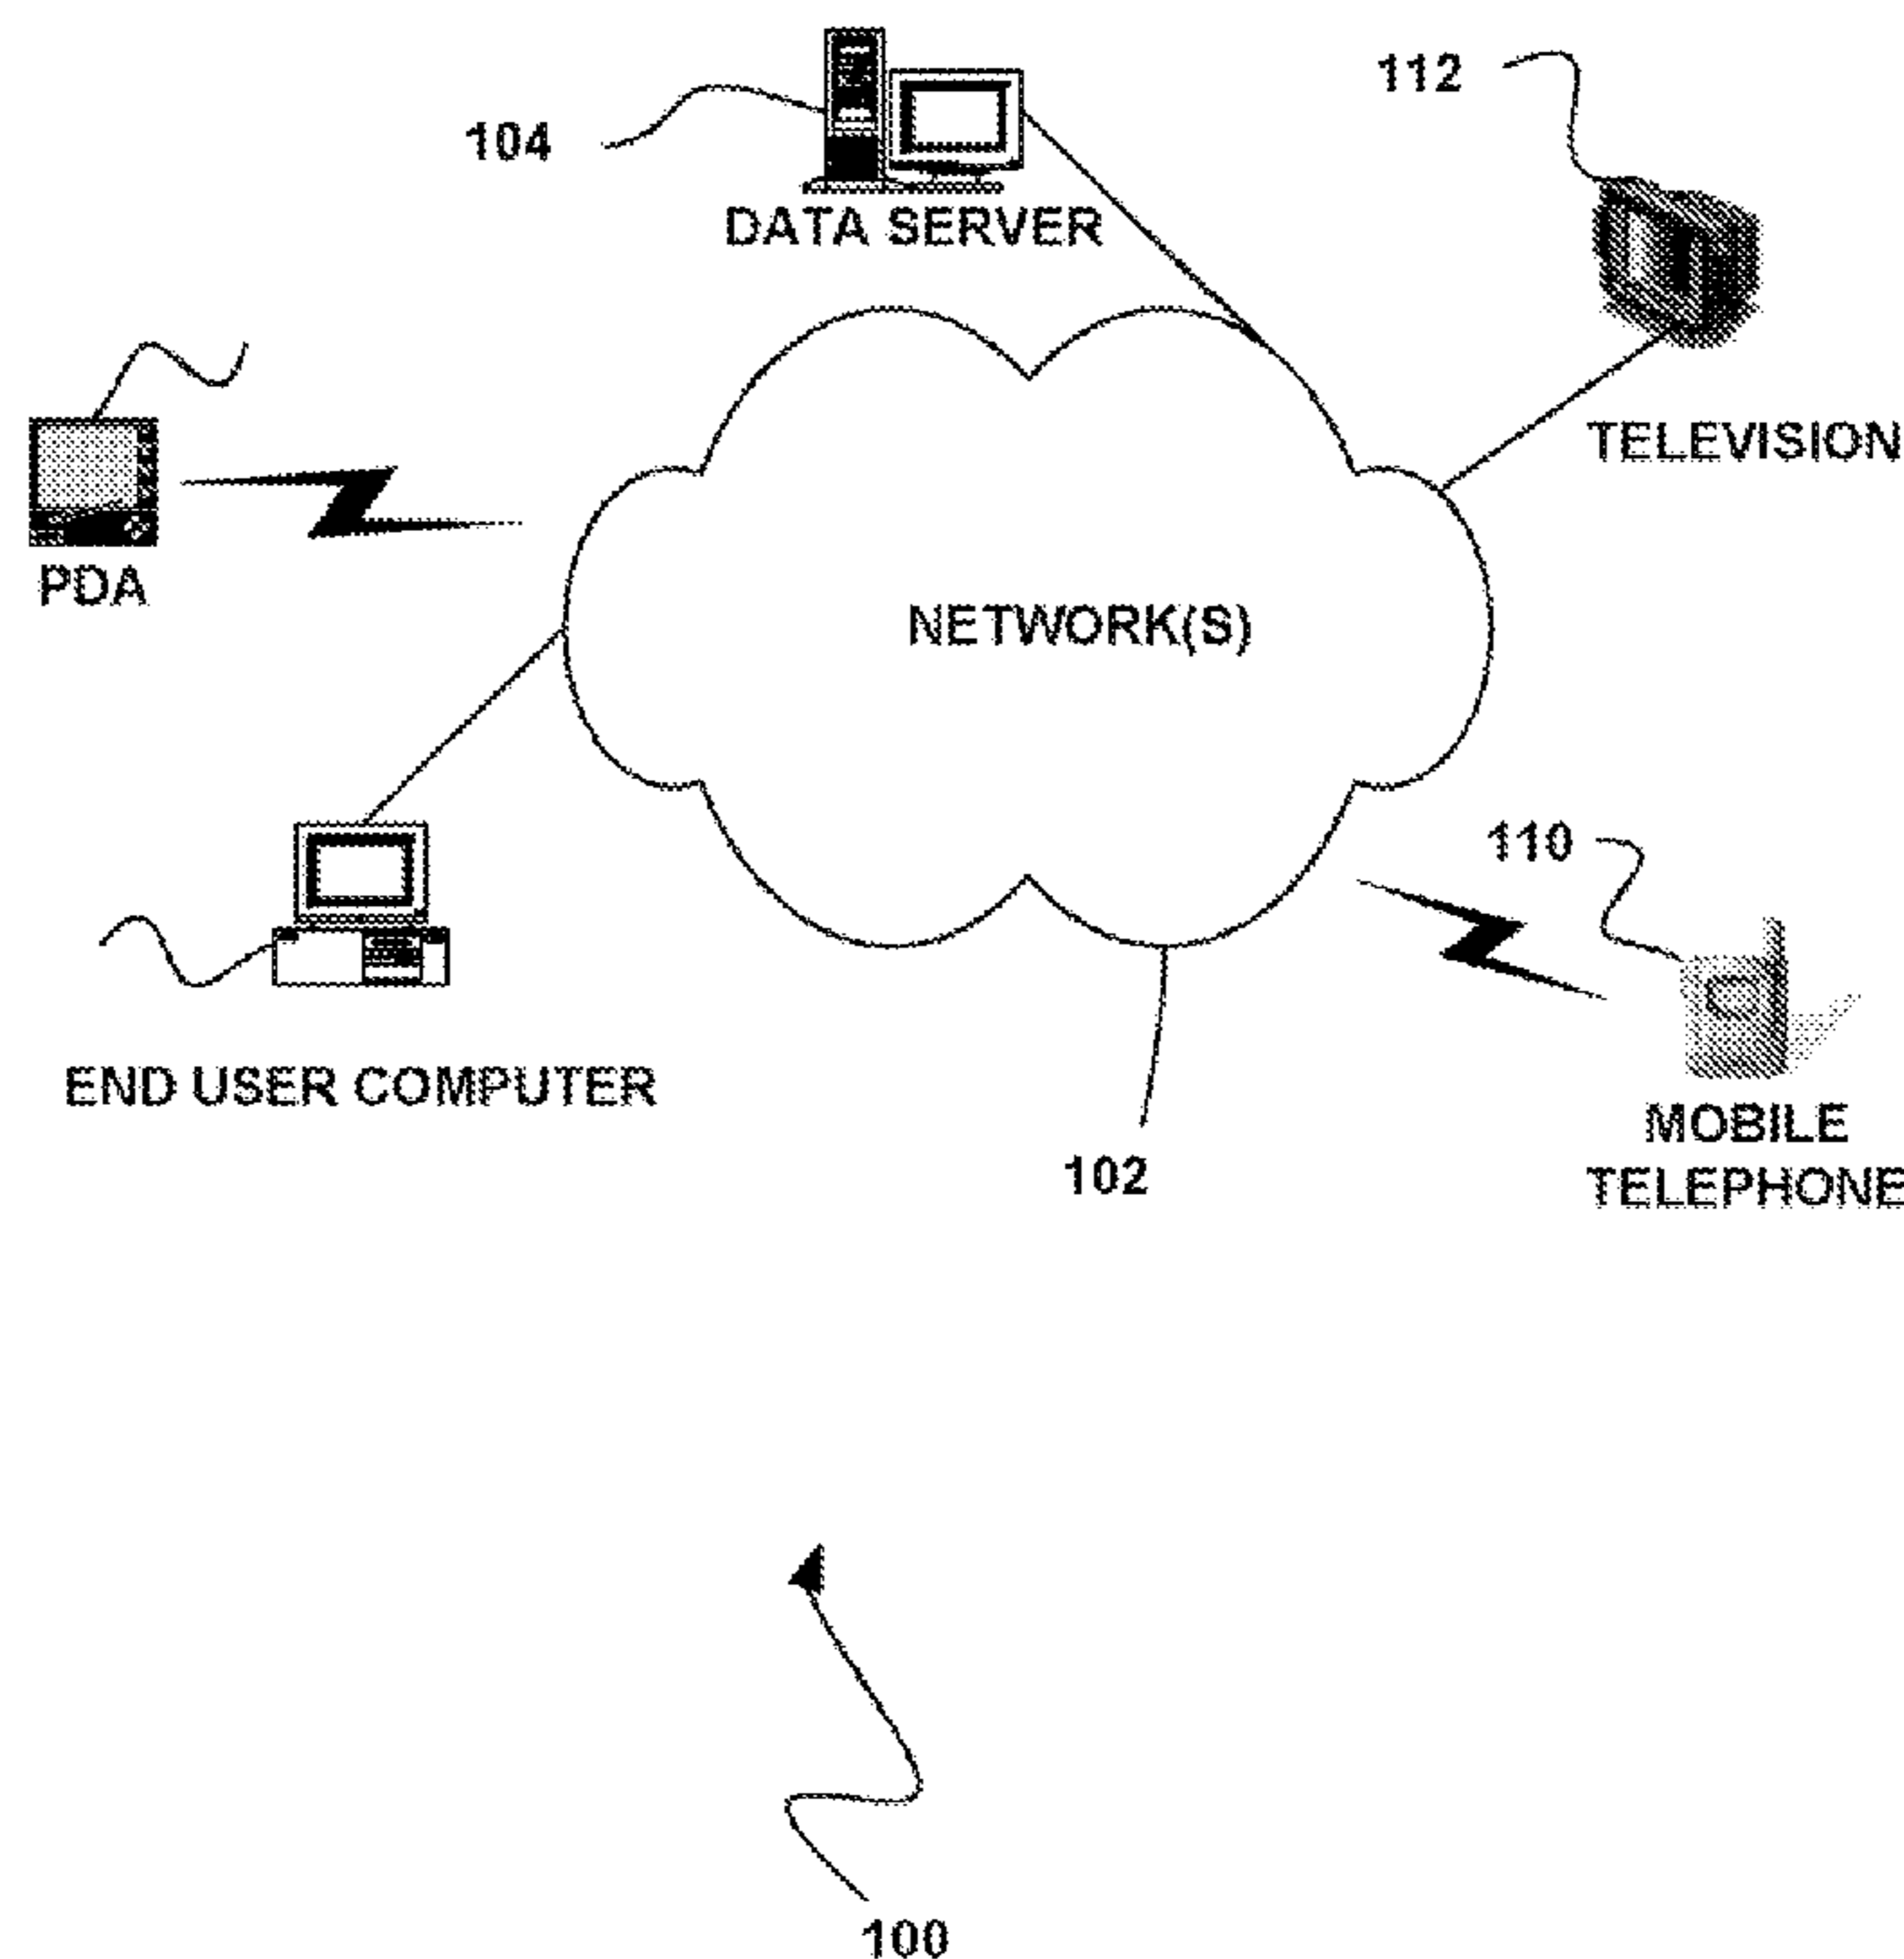 112
104
DATA SERVER
TELEVISION
PDA
NETWORK(S)
110
END USER COMPUTER
MOBILE
TELEPHONE
102
100